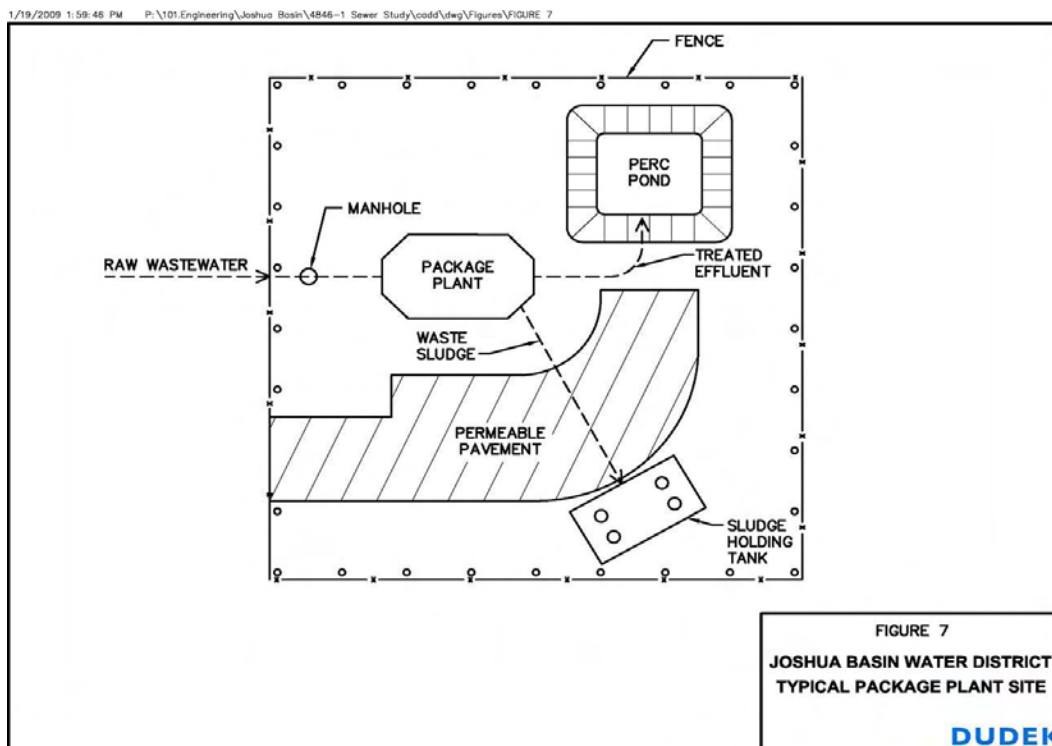 1/19/2009 1:59:46 PM P:\101.Engineering\Joshua Basin\4846-1 Sewer Study\cadd\dwg\Figures\FIGURE 7
FENCE
PERC
POND
MANHOLE
RAW WASTEWATER
PACKAGE
PLANT
TREATED
EFFLUENT
WASTE
SLUDGE
PERMEABLE
PAVEMENT
SLUDGE
HOLDING
TANK
FIGURE 7
JOSHUA BASIN WATER DISTRICT
TYPICAL PACKAGE PLANT SITE
DUDEK